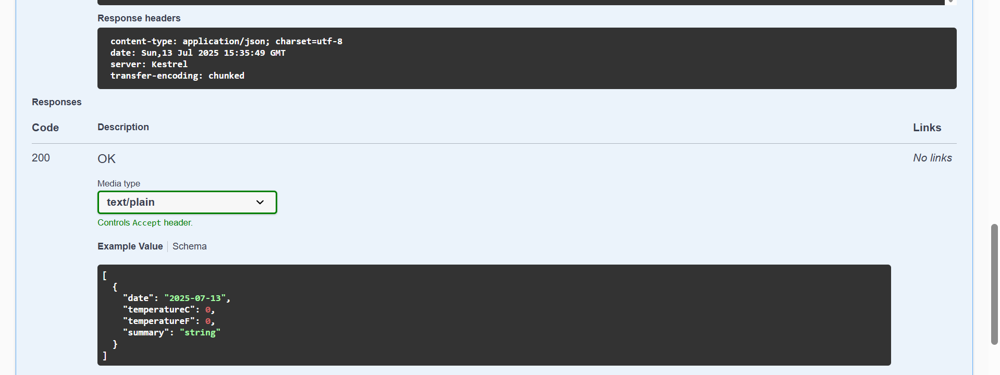 Response headers
content-type: application/json; charset=utf-8
date: Sun,13 Jul 2025 15:35:49 GMT
server: Kestrel
transfer-encoding: chunked
Responses
Code Description Links
200 OK No links
Media type
text/plain
Controls Accept header.
Example Value Schema
[
  {
    "date": "2025-07-13",
    "temperatureC": 0,
    "temperatureF": 0,
    "summary": "string"
  }
]